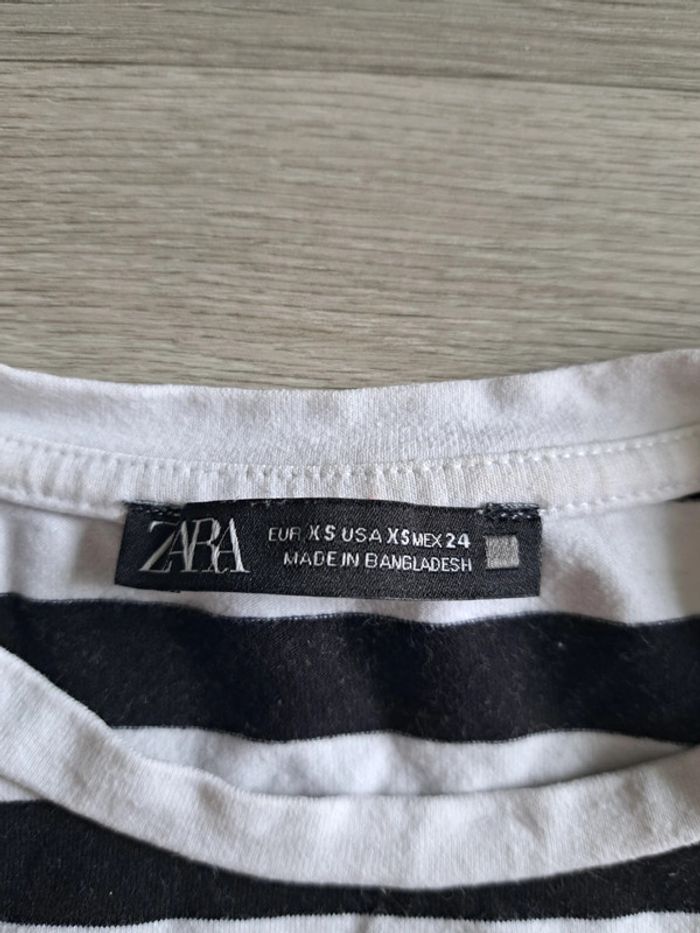 ZARA
EUR XS USA XS MEX 24
MADE IN BANGLADESH